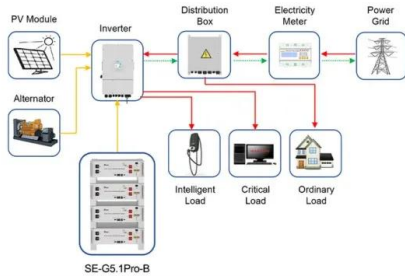 PV Module
Inverter
Distribution
Box
Electricity
Meter
Power
Grid
Alternator
Intelligent
Load
Critical
Load
Ordinary
Load
SE-G5.1Pro-B